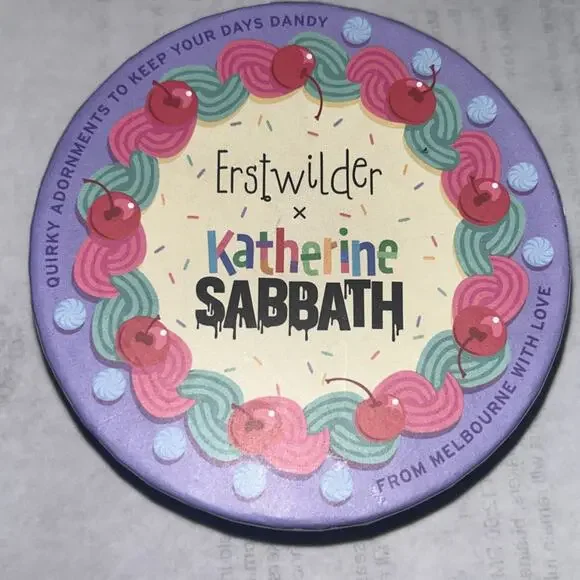 QUIRKY ADORNMENTS TO KEEP YOUR DAYS DANDY
Erstwilder
×
Katherine
SABBATH
FROM MELBOURNE WITH LOVE